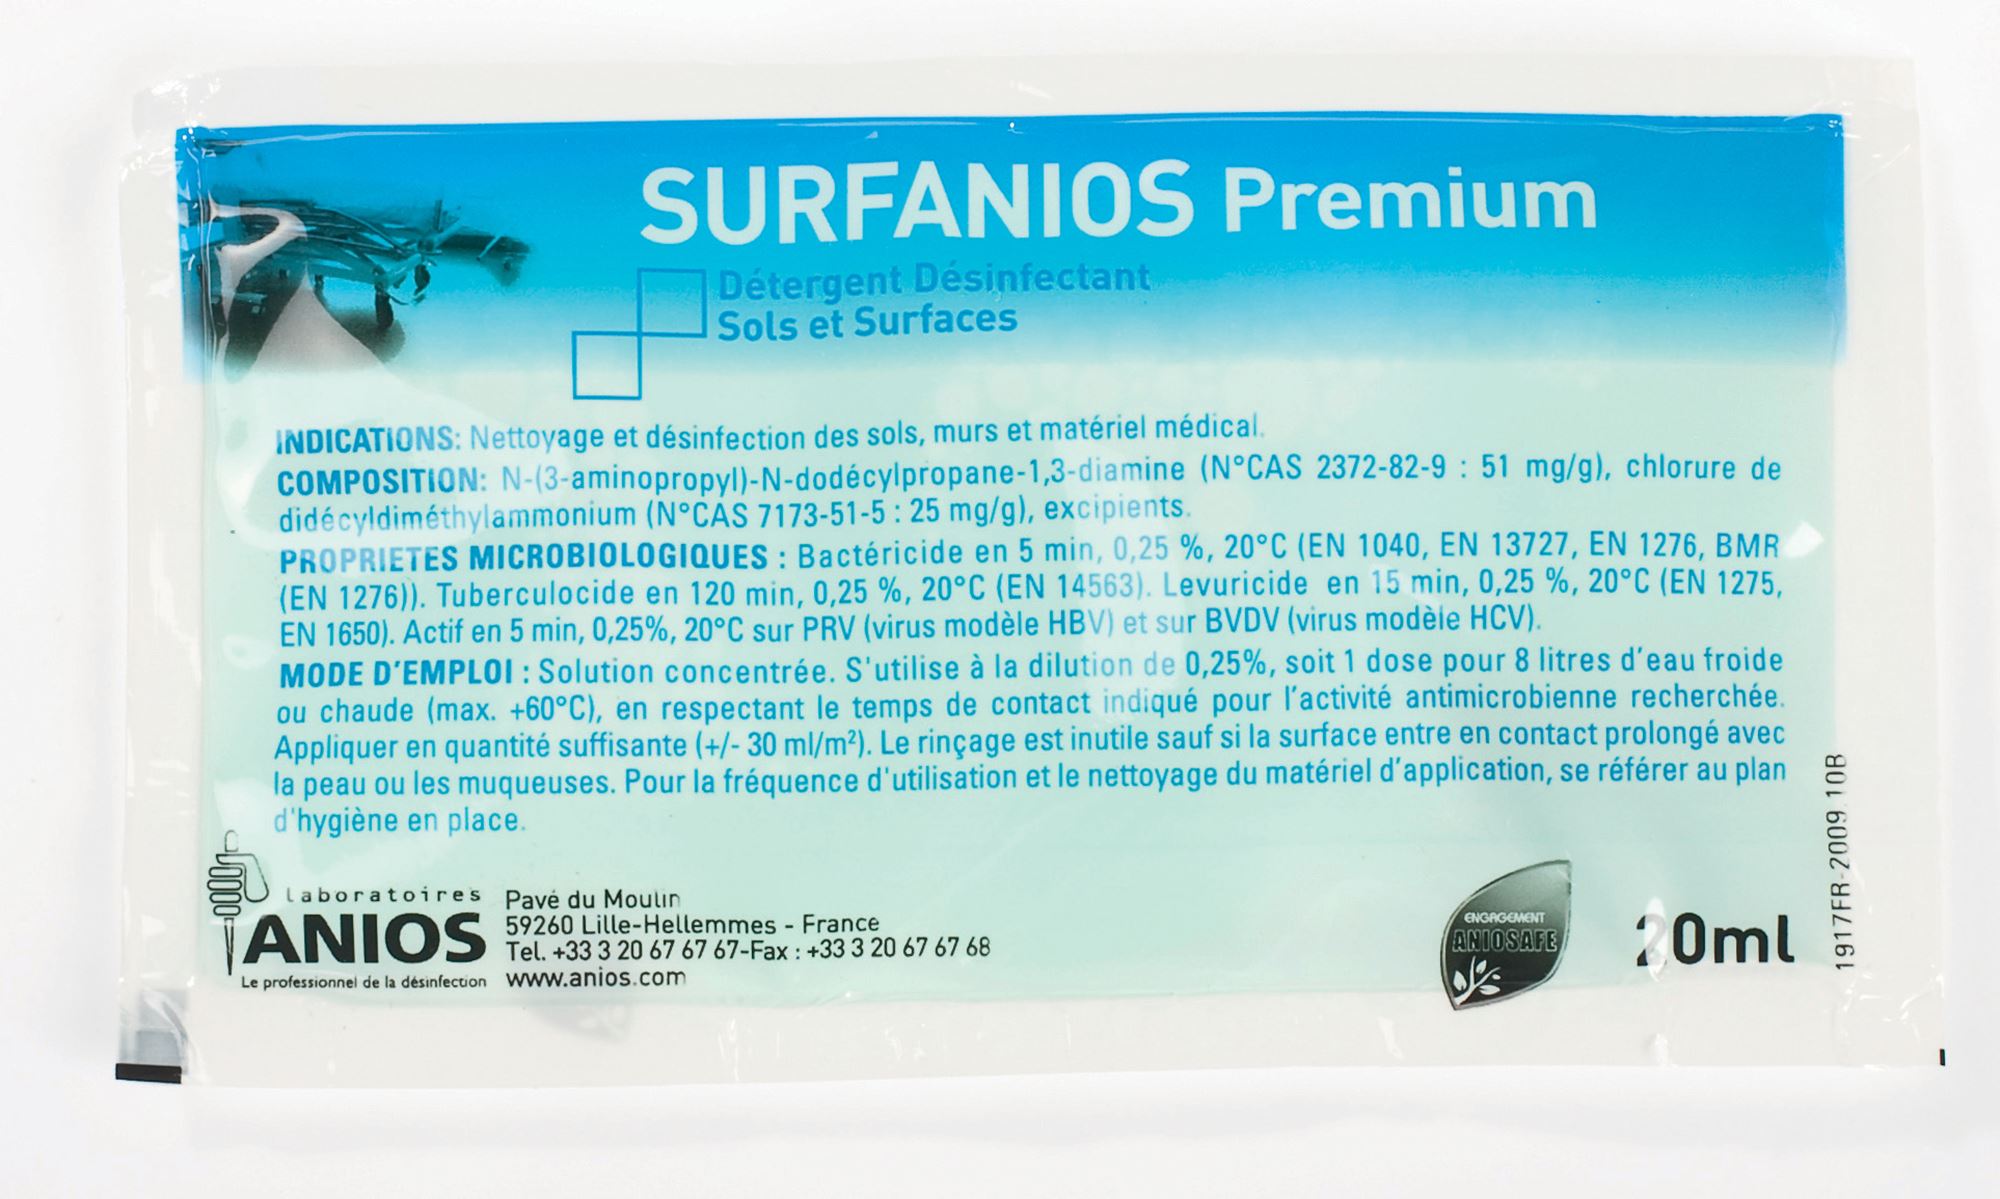 SURFANIOS Premium
Détergent Désinfectant
Sols et Surfaces
INDICATIONS: Nettoyage et désinfection des sols, murs et matériel médical.
COMPOSITION: N-(3-aminopropyl)-N-dodécylpropane-1,3-diamine (N°CAS 2372-82-9 : 51 mg/g), chlorure de
didécyldiméthylammonium (N°CAS 7173-51-5 : 25 mg/g), excipients.
PROPRIETES MICROBIOLOGIQUES : Bactéricide en 5 min, 0,25 %, 20°C (EN 1040, EN 13727, EN 1276, BMR
(EN 1276)). Tuberculocide en 120 min, 0,25 %, 20°C (EN 14563). Levuricide en 15 min, 0,25 %, 20°C (EN 1275,
EN 1650). Actif en 5 min, 0,25%, 20°C sur PRV (virus modèle HBV) et sur BVDV (virus modèle HCV).
MODE D'EMPLOI : Solution concentrée. S'utilise à la dilution de 0,25%, soit 1 dose pour 8 litres d'eau froide
ou chaude (max. +60°C), en respectant le temps de contact indiqué pour l'activité antimicrobienne recherchée.
Appliquer en quantité suffisante (+/- 30 ml/m²). Le rinçage est inutile sauf si la surface entre en contact prolongé avec
la peau ou les muqueuses. Pour la fréquence d'utilisation et le nettoyage du matériel d'application, se référer au plan
d'hygiène en place.
Laboratoires
ANIOS
Le professionnel de la désinfection
Pavé du Moulin
59260 Lille-Hellemmes - France
Tel. +33 3 20 67 67 67-Fax : +33 3 20 67 67 68
www.anios.com
ENGAGEMENT
ANIOSAFE
20ml
1917FR-2009.10B